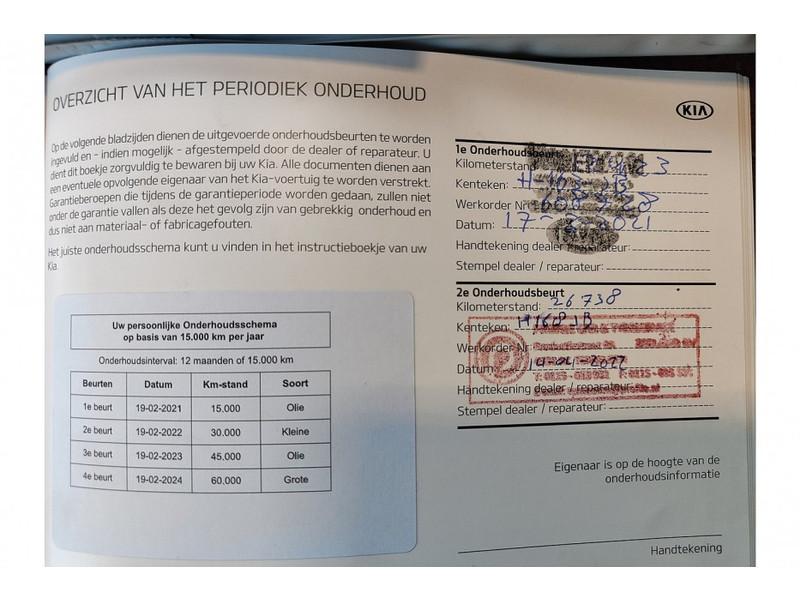 OVERZICHT VAN HET PERIODIEK ONDERHOUD
Op de volgende bladzijden dienen de uitgevoerde onderhoudsbeurten te worden
ingevuld en - indien mogelijk - afgestempeld door de dealer of reparateur. U
dient dit boekje zorgvuldig te bewaren bij uw Kia. Alle documenten dienen aan
een eventuele opvolgende eigenaar van het Kia-voertuig te worden verstrekt.
Garantieberoepen die tijdens de garantieperiode worden gedaan, zullen niet
onder de garantie vallen als deze het gevolg zijn van gebrekkig onderhoud en
dus niet aan materiaal- of fabricagefouten.
Het juiste onderhoudsschema kunt u vinden in het instructieboekje van uw
Kia.
Uw persoonlijke Onderhoudsschema
op basis van 15.000 km per jaar
Onderhoudsinterval: 12 maanden of 15.000 km
Beurten Datum Km-stand Soort
1e beurt 19-02-2021 15.000 Olie
2e beurt 19-02-2022 30.000 Kleine
3e beurt 19-02-2023 45.000 Olie
4e beurt 19-02-2024 60.000 Grote
KIA
1e Onderhoudsbeurt
Kilometerstand:
Kenteken:
Werkorder Nr:
Datum: 17- 2021
Handtekening dealer / reparateur:
Stempel dealer / reparateur:
2e Onderhoudsbeurt
Kilometerstand: 26738
Kenteken:
Werkorder Nr
Datum
Handtekening dealer / reparateur:
Stempel dealer / reparateur:
Eigenaar is op de hoogte van de
onderhoudsinformatie
Handtekening